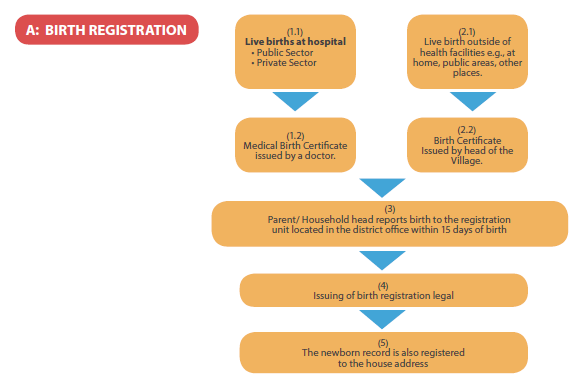 A: BIRTH REGISTRATION
(1.1)
Live births at hospital
• Public Sector
• Private Sector
(2.1)
Live birth outside of
health facilities e.g., at
home, public areas, other
places.
(1.2)
Medical Birth Certificate
issued by a doctor.
(2.2)
Birth Certificate
Issued by head of the
Village.
(3)
Parent/ Household head reports birth to the registration
unit located in the district office within 15 days of birth
(4)
Issuing of birth registration legal
(5)
The newborn record is also registered
to the house address